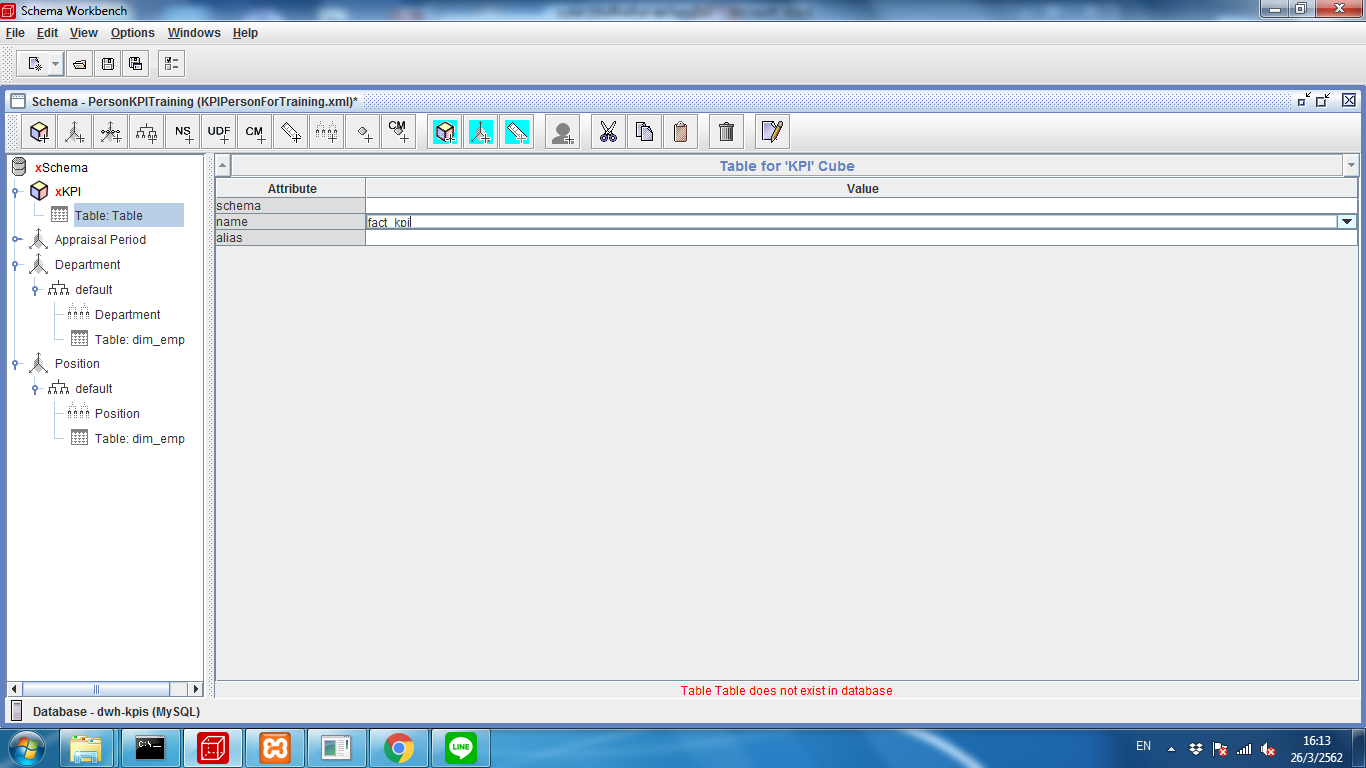 Schema Workbench
File Edit View Options Windows Help
Schema - PersonKPITraining (KPIPersonForTraining.xml)*
NS UDF CM CM
xSchema
xKPI
Table: Table
Appraisal Period
Department
default
Department
Table: dim_emp
Position
default
Position
Table: dim_emp
Table for 'KPI' Cube
Attribute Value
schema
name fact_kpi
alias
Table Table does not exist in database
Database - dwh-kpis (MySQL)
C:\_
LINE
EN
16:13
26/3/2562